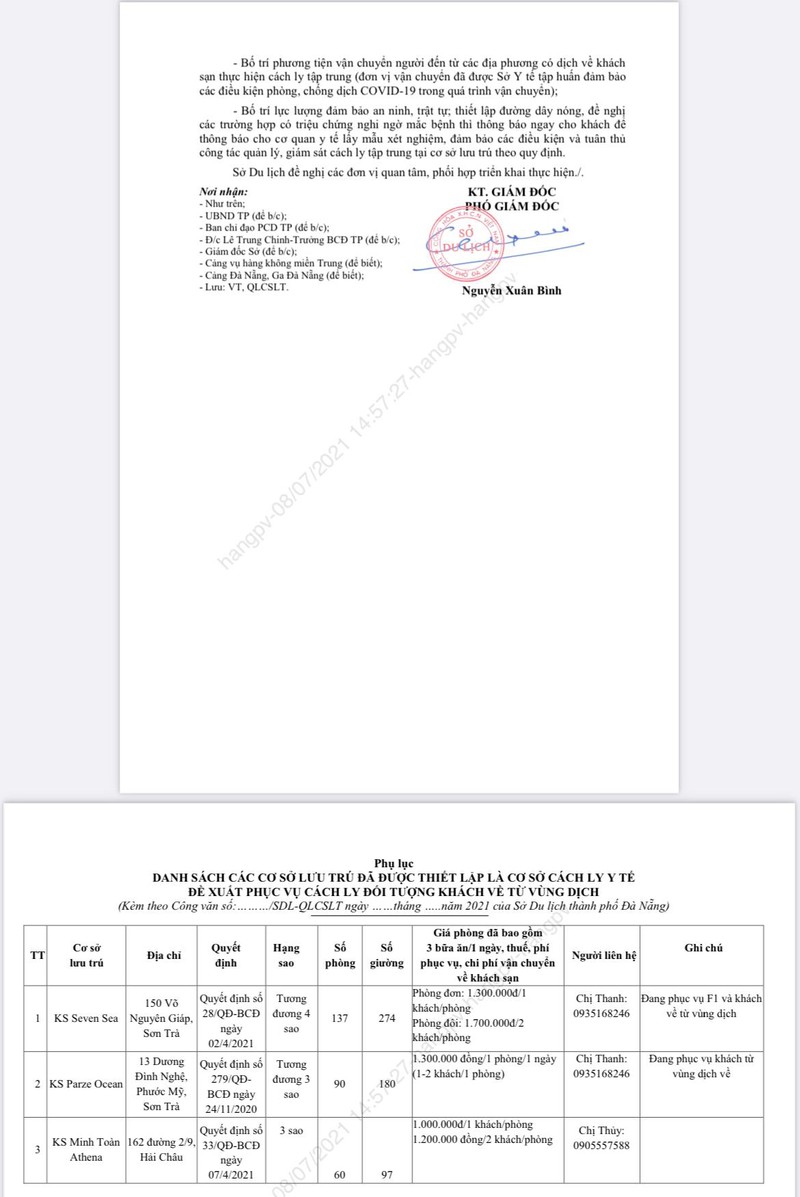 - Bố trí phương tiện vận chuyển người đến từ các địa phương có dịch về khách
sạn thực hiện cách ly tập trung (đơn vị vận chuyển đã được Sở Y tế tập huấn đảm bảo
các điều kiện phòng, chống dịch COVID-19 trong quá trình vận chuyển);
- Bố trí lực lượng đảm bảo an ninh, trật tự; thiết lập đường dây nóng, đề nghị
các trường hợp có triệu chứng nghi ngờ mắc bệnh thì thông báo ngay cho khách để
thông báo cho cơ quan y tế lấy mẫu xét nghiệm, đảm bảo các điều kiện và tuân thủ
công tác quản lý, giám sát cách ly tập trung tại cơ sở lưu trú theo quy định.
Sở Du lịch đề nghị các đơn vị quan tâm, phối hợp triển khai thực hiện./.
Nơi nhận:
- Như trên;
- UBND TP (để b/c);
- Ban chỉ đạo PCD TP (để b/c);
- Đ/c Lê Trung Chinh-Trưởng BCĐ TP (để b/c);
- Giám đốc Sở (để b/c);
- Cảng vụ hàng không miền Trung (để biết);
- Cảng Đà Nẵng, Ga Đà Nẵng (để biết);
- Lưu: VT, QLCSLT.
KT. GIÁM ĐỐC
PHÓ GIÁM ĐỐC
CỘNG HÒA X.H.C.N VIỆT NAM
SỞ
DU LỊCH
THÀNH PHỐ ĐÀ NẴNG
Nguyễn Xuân Bình
hangpv-08/07/2021 14:57:27-hangpv-hangpv
Phụ lục
DANH SÁCH CÁC CƠ SỞ LƯU TRÚ ĐÃ ĐƯỢC THIẾT LẬP LÀ CƠ SỞ CÁCH LY Y TẾ
ĐỀ XUẤT PHỤC VỤ CÁCH LY ĐỐI TƯỢNG KHÁCH VỀ TỪ VÙNG DỊCH
(Kèm theo Công văn số:………/SDL-QLCSLT ngày ……tháng …..năm 2021 của Sở Du lịch thành phố Đà Nẵng)
TT
Cơ sở
lưu trú
Địa chỉ
Quyết
định
Hạng
sao
Số
phòng
Số
giường
Giá phòng đã bao gồm
3 bữa ăn/1 ngày, thuế, phí
phục vụ, chi phí vận chuyển
về khách sạn
Người liên hệ
Ghi chú
1
KS Seven Sea
150 Võ
Nguyên Giáp,
Sơn Trà
Quyết định số
28/QĐ-BCĐ
ngày
02/4/2021
Tương
đương 4
sao
137
274
Phòng đơn: 1.300.000đ/1
khách/phòng
Phòng đôi: 1.700.000đ/2
khách/phòng
Chị Thanh:
0935168246
Đang phục vụ F1 và khách
về từ vùng dịch
2
KS Parze Ocean
13 Dương
Đình Nghệ,
Phước Mỹ,
Sơn Trà
Quyết định số
279/QĐ-
BCĐ ngày
24/11/2020
Tương
đương 3
sao
90
180
1.300.000 đồng/1 phòng/1 ngày
(1-2 khách/1 phòng)
Chị Thanh:
0935168246
Đang phục vụ khách từ
vùng dịch về
3
KS Minh Toàn
Athena
162 đường 2/9,
Hải Châu
Quyết định số
33/QĐ-BCĐ
ngày
07/4/2021
3 sao
60
97
1.000.000đ/1 khách/phòng
1.200.000 đồng/2 khách/phòng
Chị Thủy:
0905557588
08/07/2021 14:57:27-hangpv-hangpv